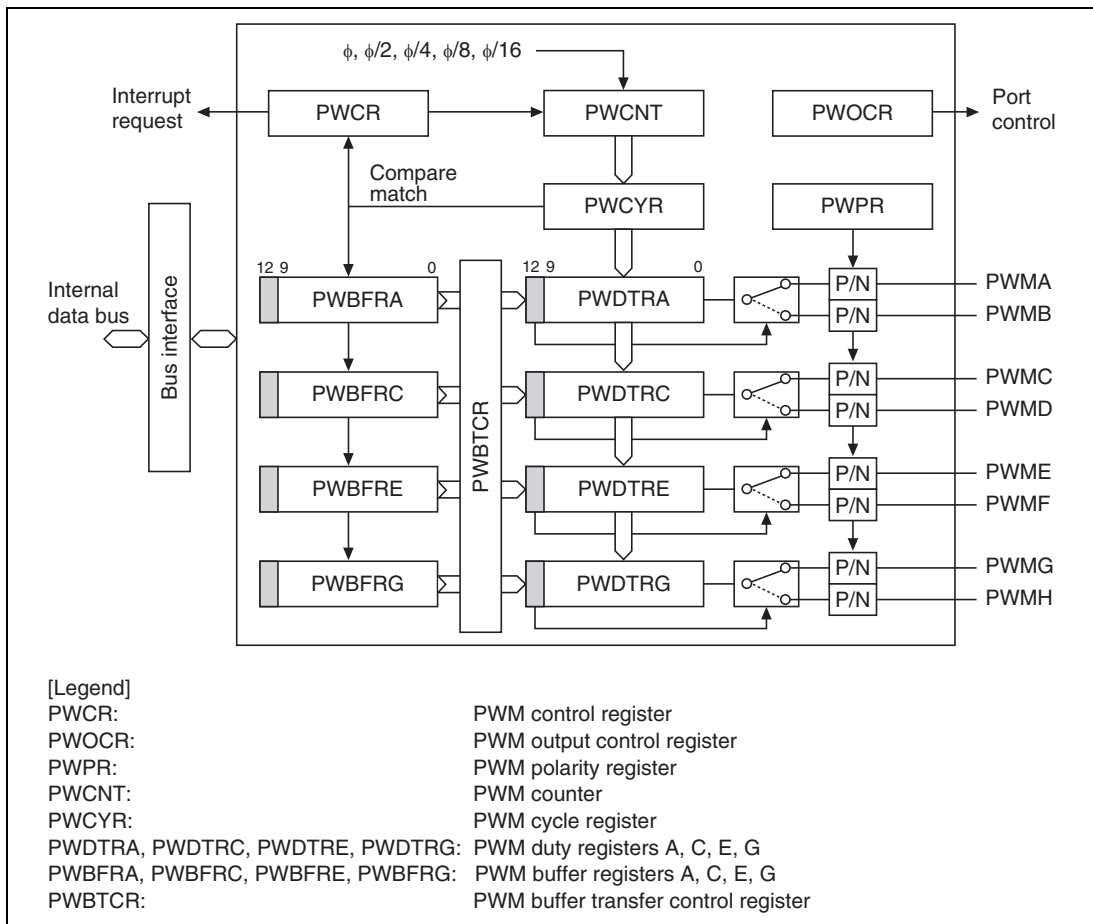 ϕ, ϕ/2, ϕ/4, ϕ/8, ϕ/16
Interrupt
request
PWCR
PWCNT
PWOCR
Port
control
Compare
match
PWCYR
PWPR
Internal
data bus
Bus interface
12 9 0
PWBFRA
PWBTCR
12 9 0
PWDTRA
P/N
PWMA
P/N
PWMB
PWBFRC
PWDTRC
P/N
PWMC
P/N
PWMD
PWBFRE
PWDTRE
P/N
PWME
P/N
PWMF
PWBFRG
PWDTRG
P/N
PWMG
P/N
PWMH
[Legend]
PWCR: PWM control register
PWOCR: PWM output control register
PWPR: PWM polarity register
PWCNT: PWM counter
PWCYR: PWM cycle register
PWDTRA, PWDTRC, PWDTRE, PWDTRG: PWM duty registers A, C, E, G
PWBFRA, PWBFRC, PWBFRE, PWBFRG: PWM buffer registers A, C, E, G
PWBTCR: PWM buffer transfer control register